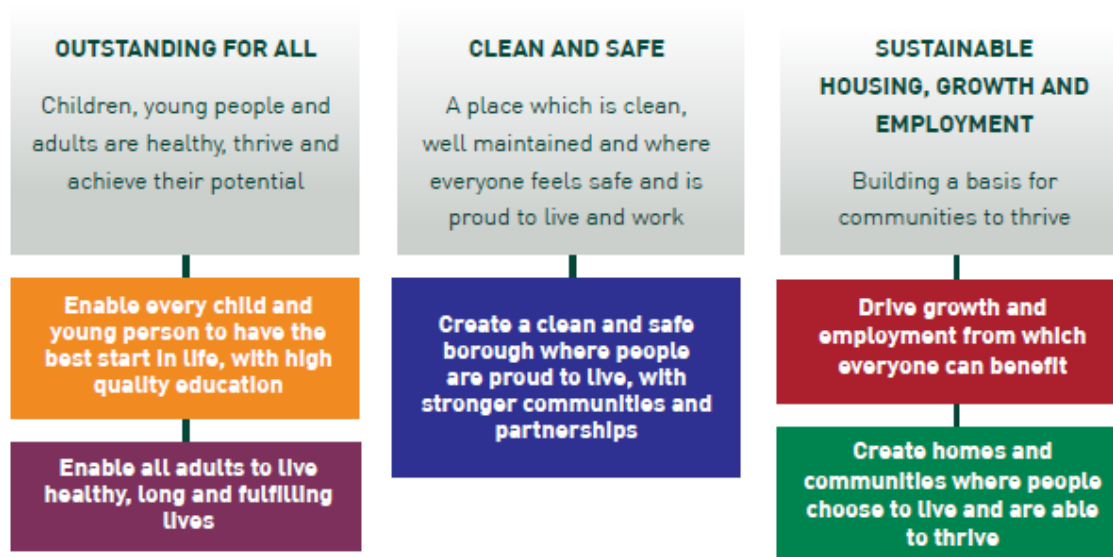 OUTSTANDING FOR ALL
Children, young people and
adults are healthy, thrive and
achieve their potential
Enable every child and
young person to have the
best start in life, with high
quality education
Enable all adults to live
healthy, long and fulfilling
lives
CLEAN AND SAFE
A place which is clean,
well maintained and where
everyone feels safe and is
proud to live and work
Create a clean and safe
borough where people
are proud to live, with
stronger communities and
partnerships
SUSTAINABLE
HOUSING, GROWTH AND
EMPLOYMENT
Building a basis for
communities to thrive
Drive growth and
employment from which
everyone can benefit
Create homes and
communities where people
choose to live and are able
to thrive